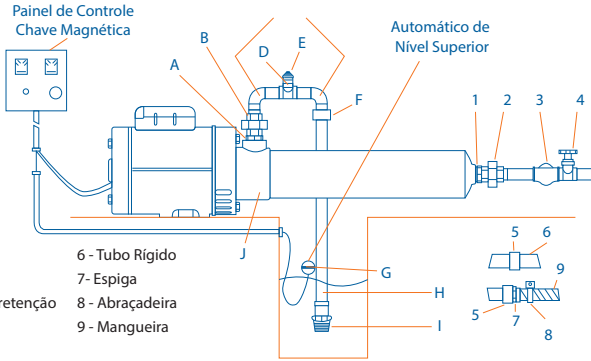 Painel de Controle
Chave Magnética
Automático de
Nível Superior
A
B
D
E
F
1
2
3
4
J
G
H
I
5
6
5
7
8
9
6 - Tubo Rígido
7- Espiga
retenção 8 - Abraçadeira
9 - Mangueira